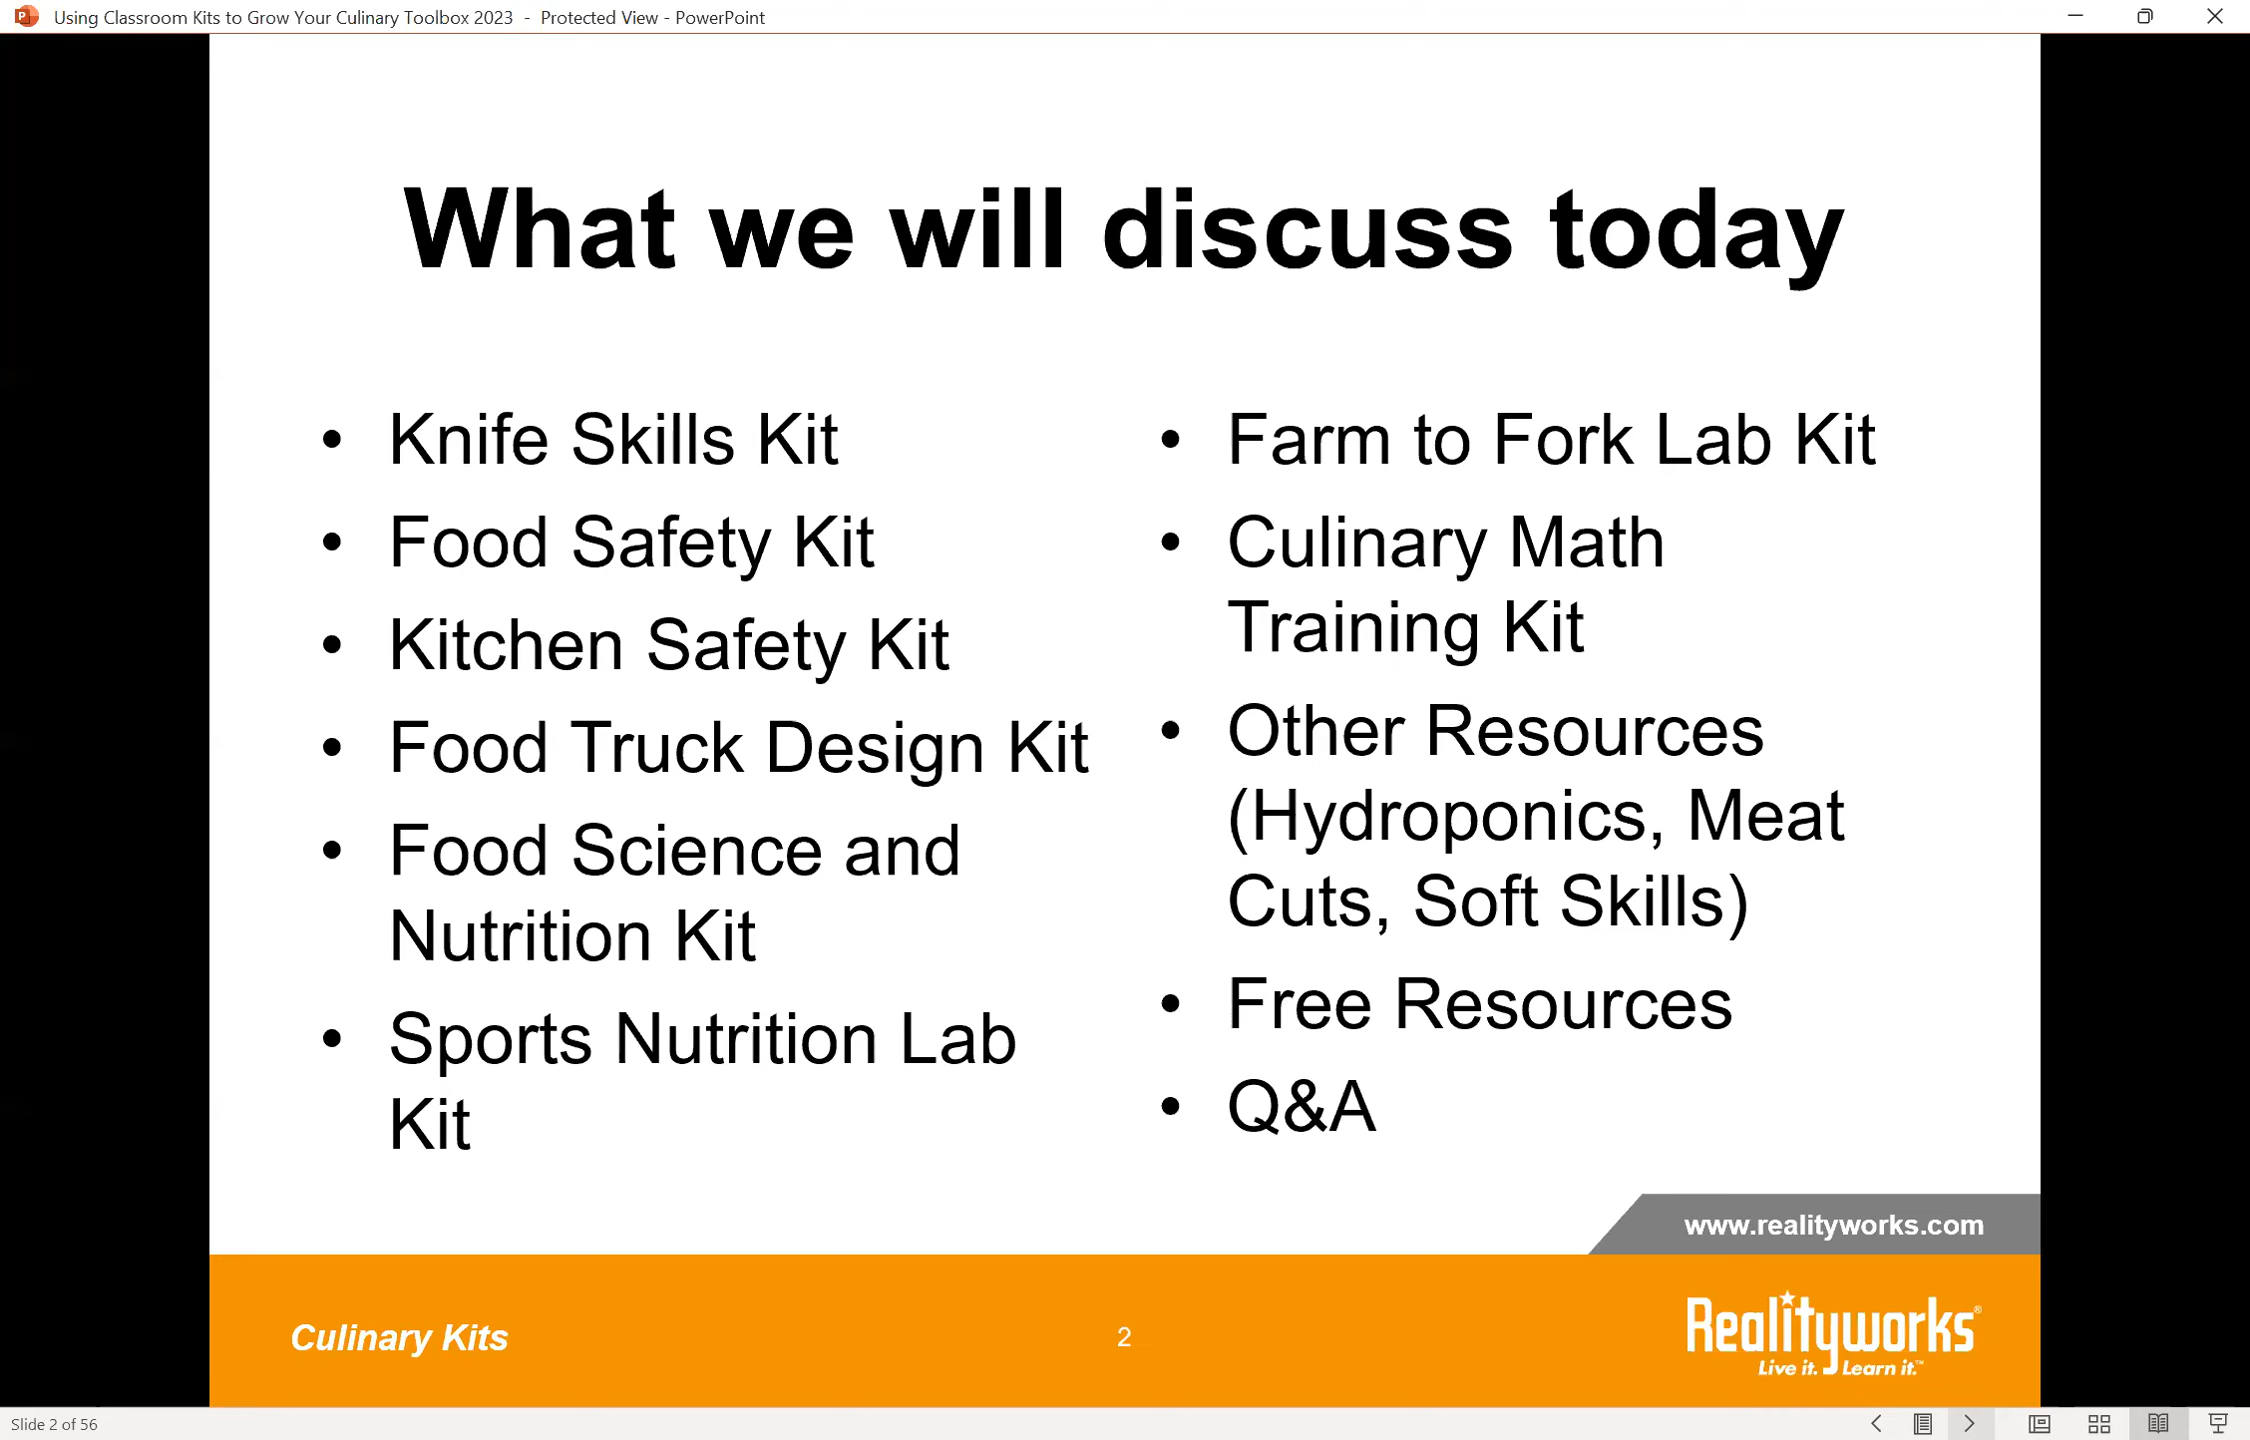 Using Classroom Kits to Grow Your Culinary Toolbox 2023 - Protected View - PowerPoint
What we will discuss today
• Knife Skills Kit
• Food Safety Kit
• Kitchen Safety Kit
• Food Truck Design Kit
• Food Science and
Nutrition Kit
• Sports Nutrition Lab
Kit
• Farm to Fork Lab Kit
• Culinary Math
Training Kit
• Other Resources
(Hydroponics, Meat
Cuts, Soft Skills)
• Free Resources
• Q&A
www.realityworks.com
Culinary Kits
2
Realityworks®
Live it. Learn it.™
Slide 2 of 56